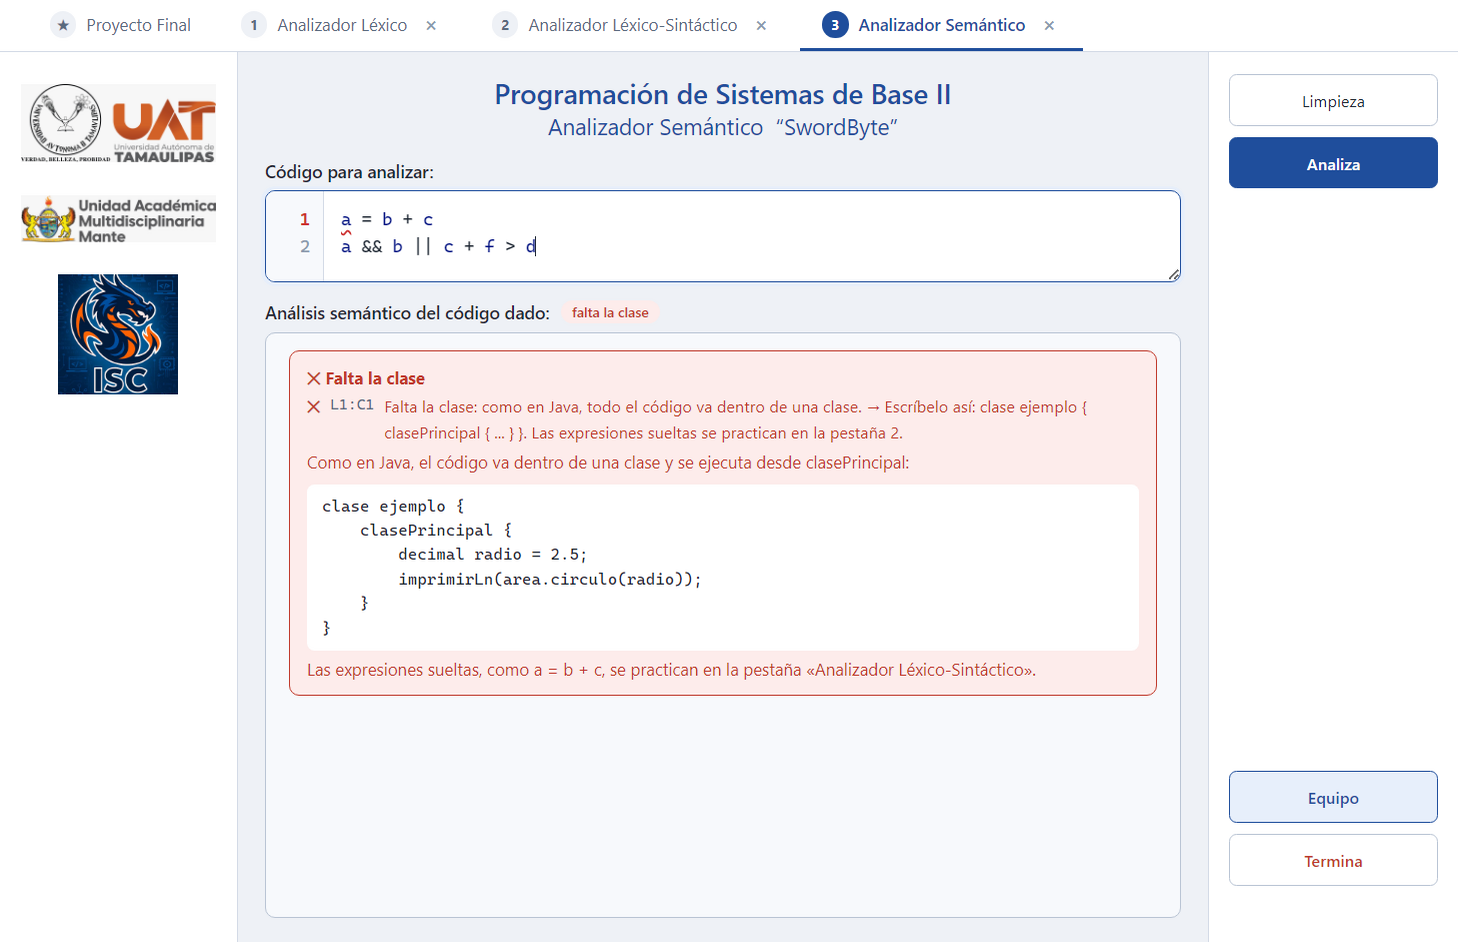 ★ Proyecto Final
1 Analizador Léxico ✕
2 Analizador Léxico-Sintáctico ✕
3 Analizador Semántico ✕
UNIVERSIDAD AVTONOMA D TAMAVLIPAS
VERDAD, BELLEZA, PROBIDAD
UAT
Universidad Autónoma de
TAMAULIPAS
Unidad Académica
Multidisciplinaria
Mante
ISC
Programación de Sistemas de Base II
Analizador Semántico “SwordByte”
Código para analizar:
1 a = b + c
2 a && b || c + f > d
Análisis semántico del código dado: falta la clase
✕ Falta la clase
✕ L1:C1 Falta la clase: como en Java, todo el código va dentro de una clase. → Escríbelo así: clase ejemplo {
clasePrincipal { ... } }. Las expresiones sueltas se practican en la pestaña 2.
Como en Java, el código va dentro de una clase y se ejecuta desde clasePrincipal:
clase ejemplo {
    clasePrincipal {
        decimal radio = 2.5;
        imprimirLn(area.circulo(radio));
    }
}
Las expresiones sueltas, como a = b + c, se practican en la pestaña «Analizador Léxico-Sintáctico».
Limpieza
Analiza
Equipo
Termina